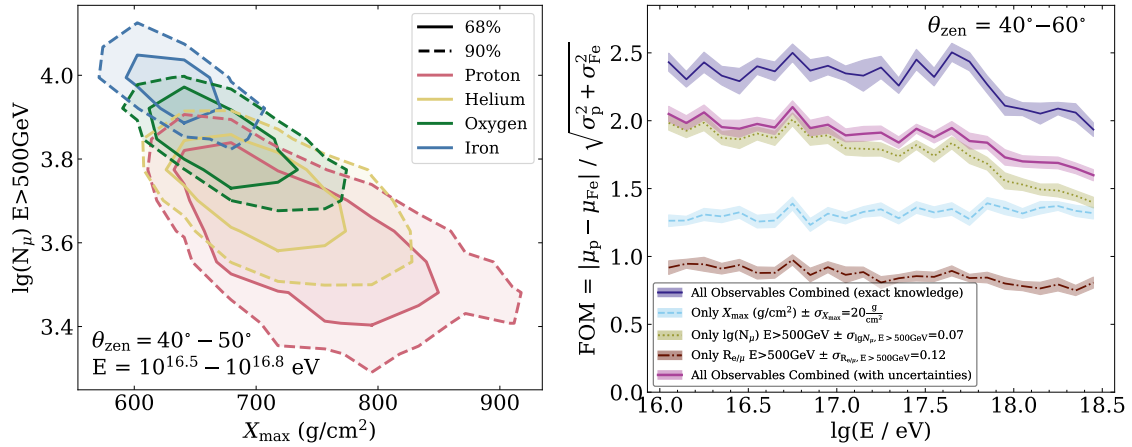 68%
90%
Proton
Helium
Oxygen
Iron
4.0
3.8
3.6
3.4
lg(N_μ) E>500GeV
θ_zen = 40°−50°
E = 10^16.5 − 10^16.8 eV
600
700
800
900
X_max (g/cm²)
θ_zen = 40°−60°
2.5
2.0
1.5
1.0
0.5
0.0
FOM = |μ_p − μ_Fe| / √(σ_p² + σ_Fe²)
All Observables Combined (exact knowledge)
Only X_max (g/cm²) ± σ_X_max=20 g/cm²
Only lg(N_μ) E>500GeV ± σ_lgN_μ, E>500GeV=0.07
Only R_e/μ E>500GeV ± σ_R_e/μ, E>500GeV=0.12
All Observables Combined (with uncertainties)
16.0
16.5
17.0
17.5
18.0
18.5
lg(E / eV)